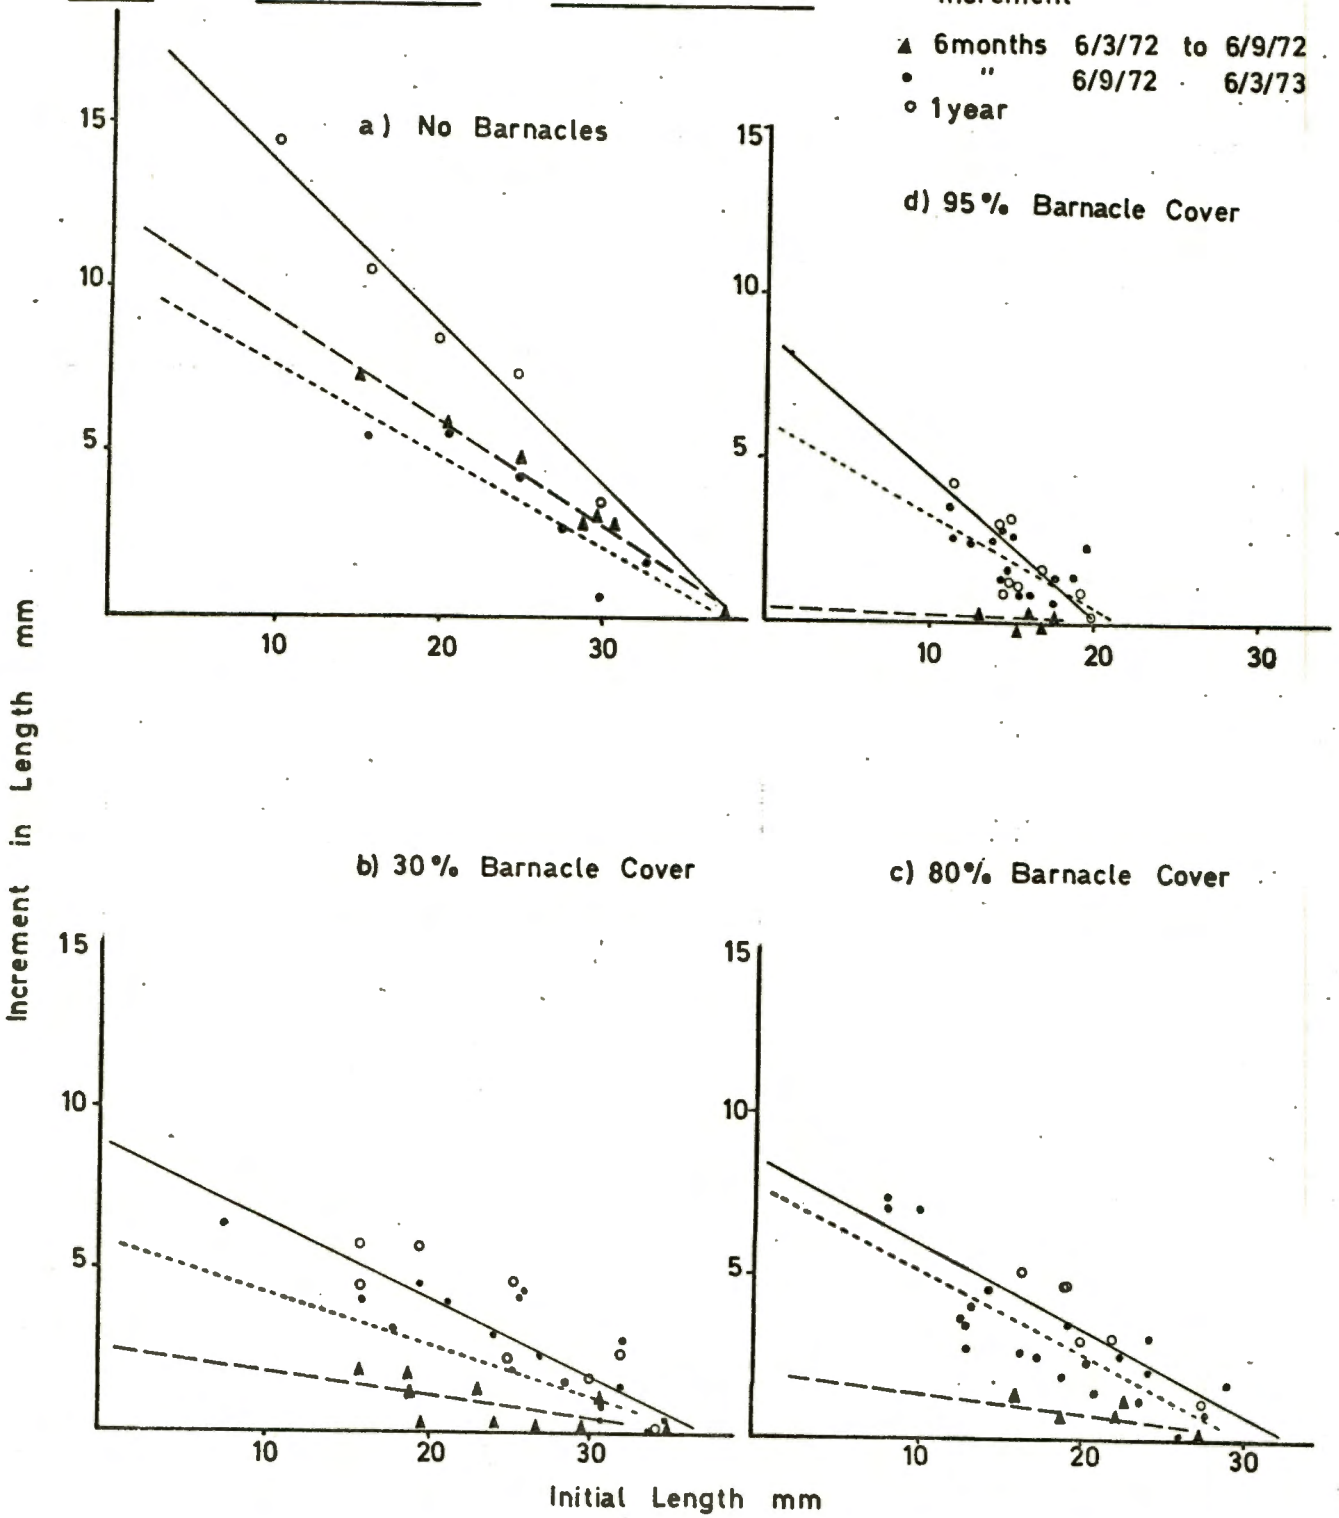 Increment
▲ 6months 6/3/72 to 6/9/72
• " 6/9/72 6/3/73
○ 1year
a) No Barnacles
15
10
5
10 20 30
d) 95% Barnacle Cover
15
10
5
10 20 30
Increment in Length mm
b) 30% Barnacle Cover
15
10
5
10 20 30
c) 80% Barnacle Cover
15
10
5
10 20 30
Initial Length mm